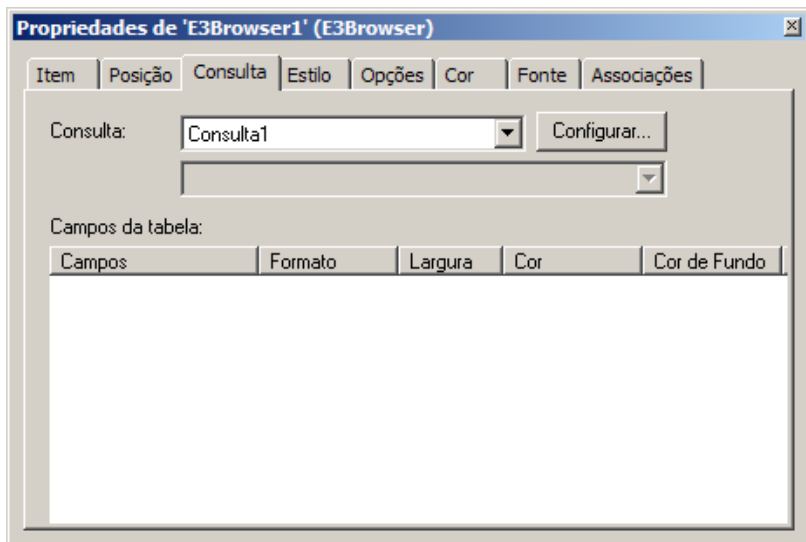 Propriedades de 'E3Browser1' (E3Browser)
Item Posição Consulta Estilo Opções Cor Fonte Associações
Consulta: Consulta1 Configurar...
Campos da tabela:
Campos Formato Largura Cor Cor de Fundo